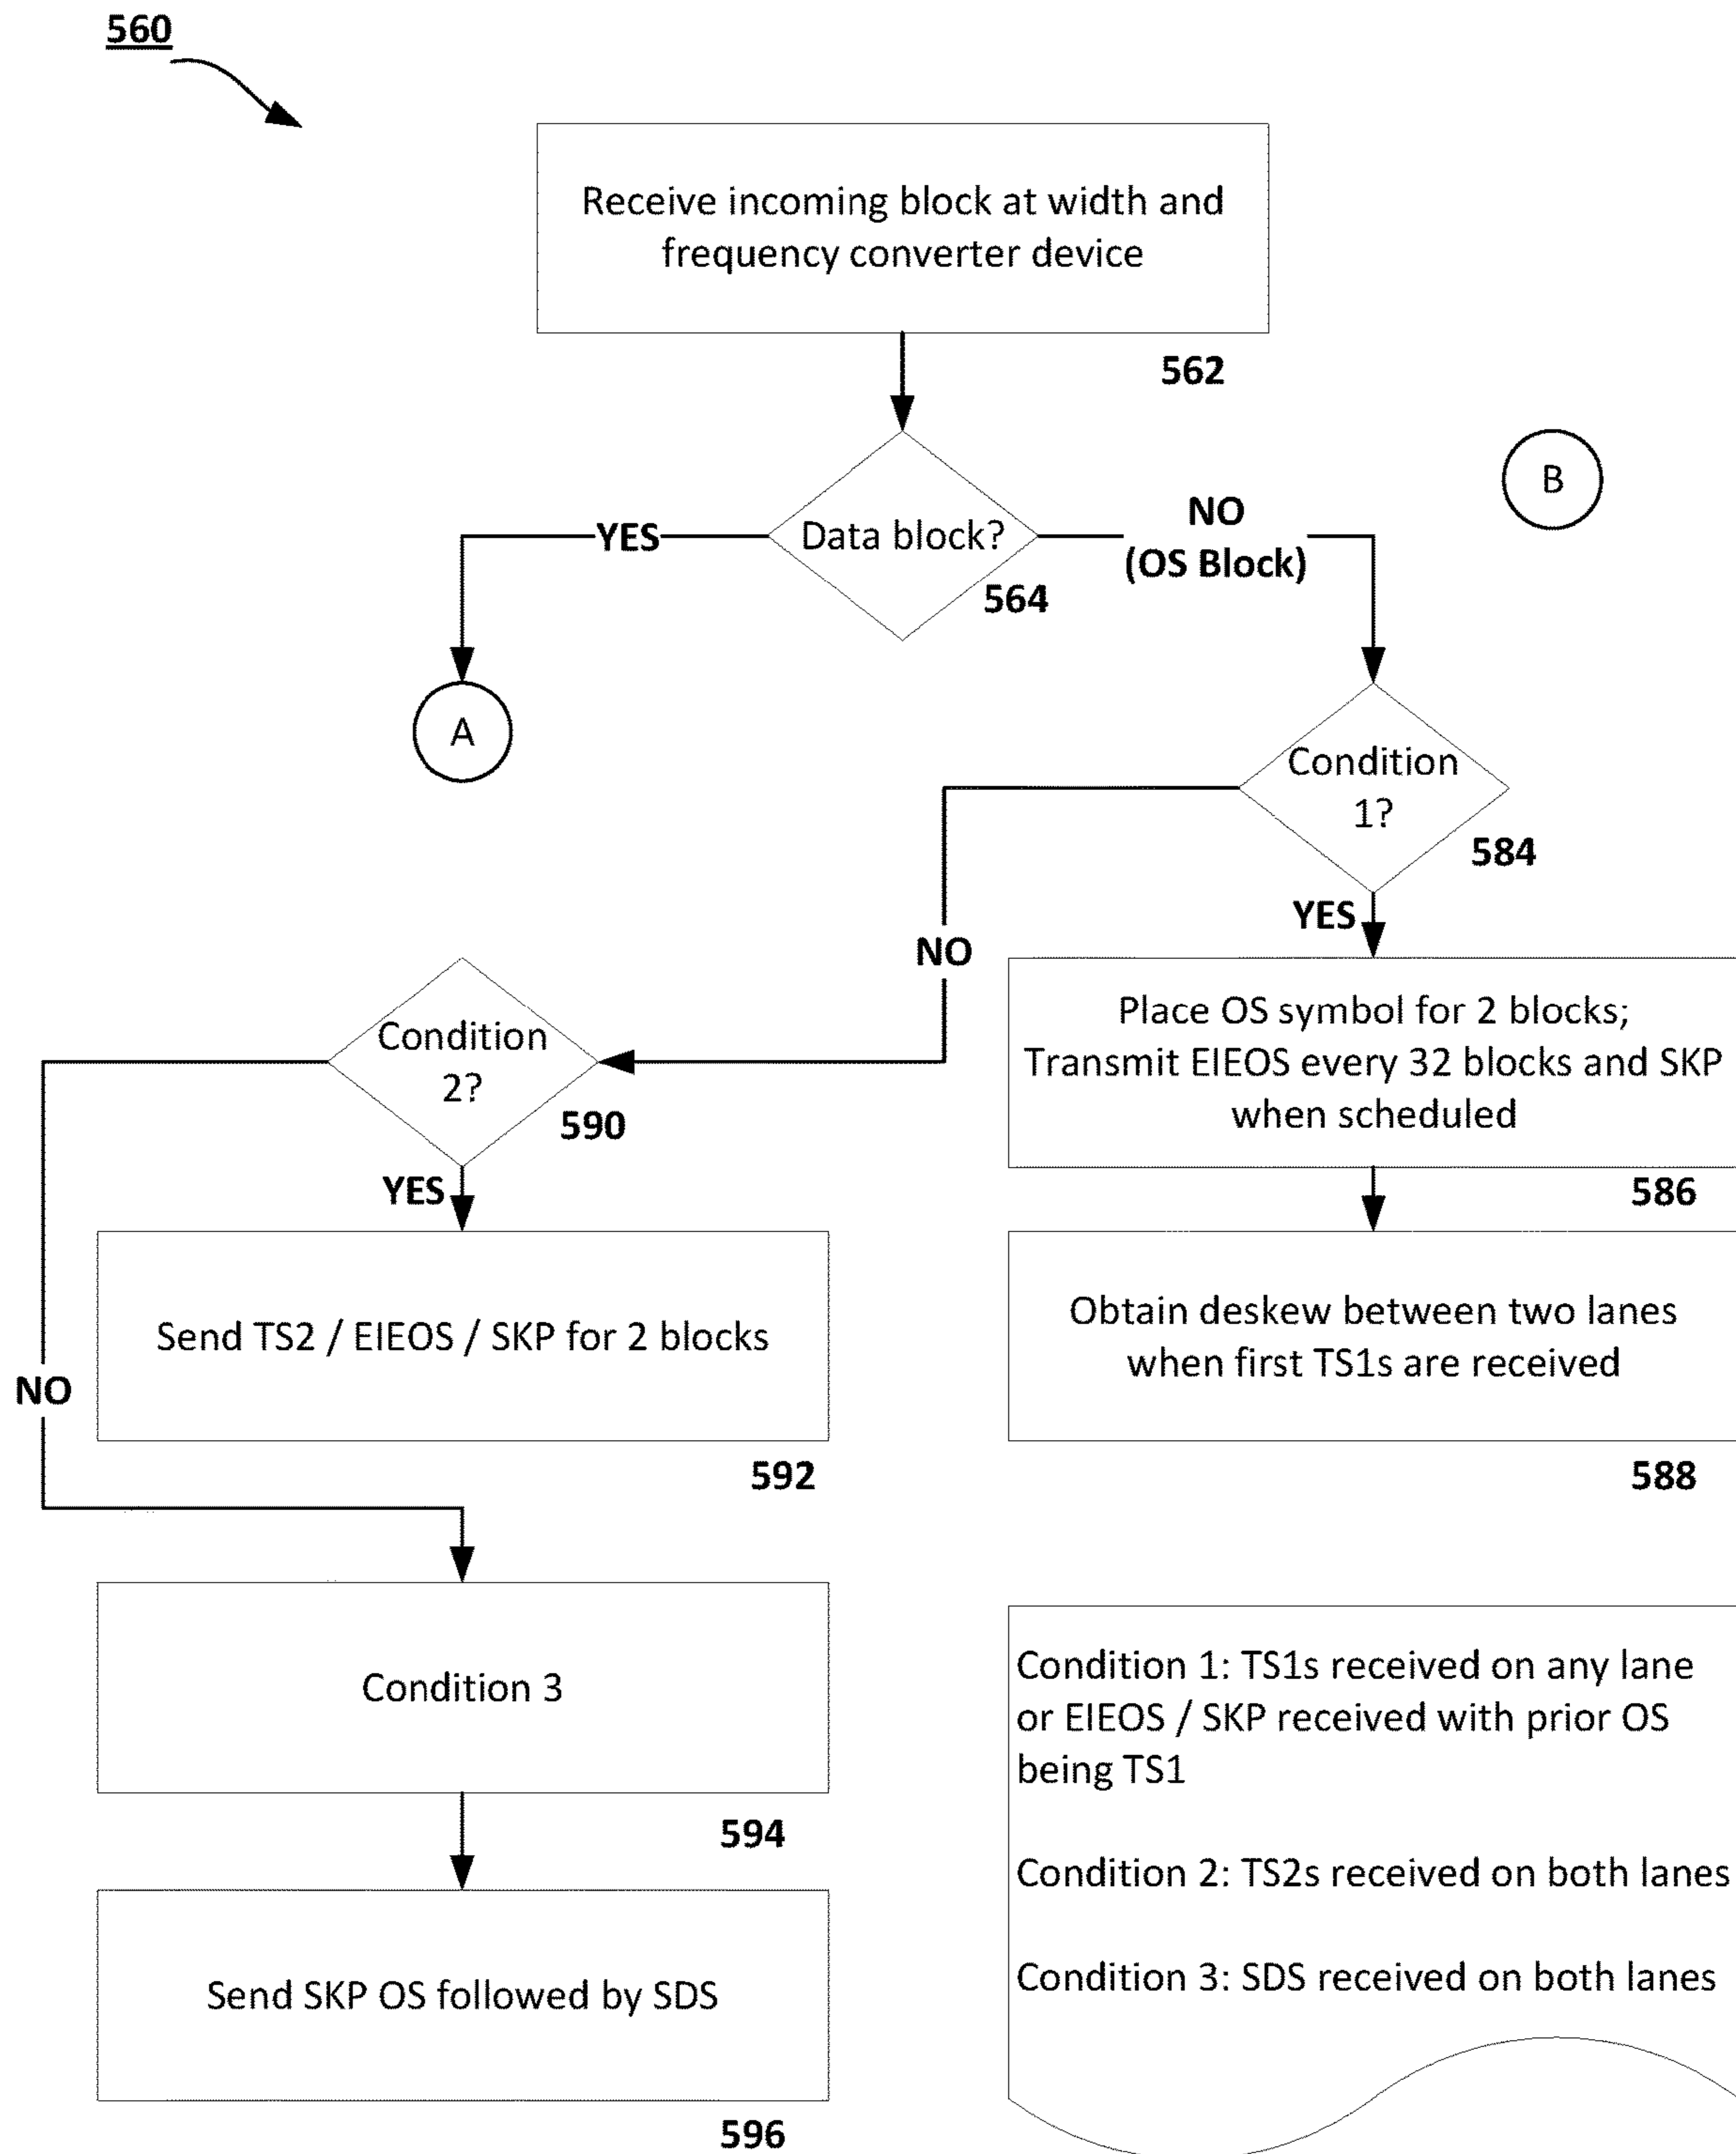 560
Receive incoming block at width and
frequency converter device
562
B
Data block?
564
YES
NO
(OS Block)
A
Condition
1?
584
YES
NO
Place OS symbol for 2 blocks;
Transmit EIEOS every 32 blocks and SKP
when scheduled
586
Condition
2?
590
YES
Send TS2 / EIEOS / SKP for 2 blocks
592
Obtain deskew between two lanes
when first TS1s are received
588
NO
Condition 3
594
Send SKP OS followed by SDS
596
Condition 1: TS1s received on any lane
or EIEOS / SKP received with prior OS
being TS1
Condition 2: TS2s received on both lanes
Condition 3: SDS received on both lanes